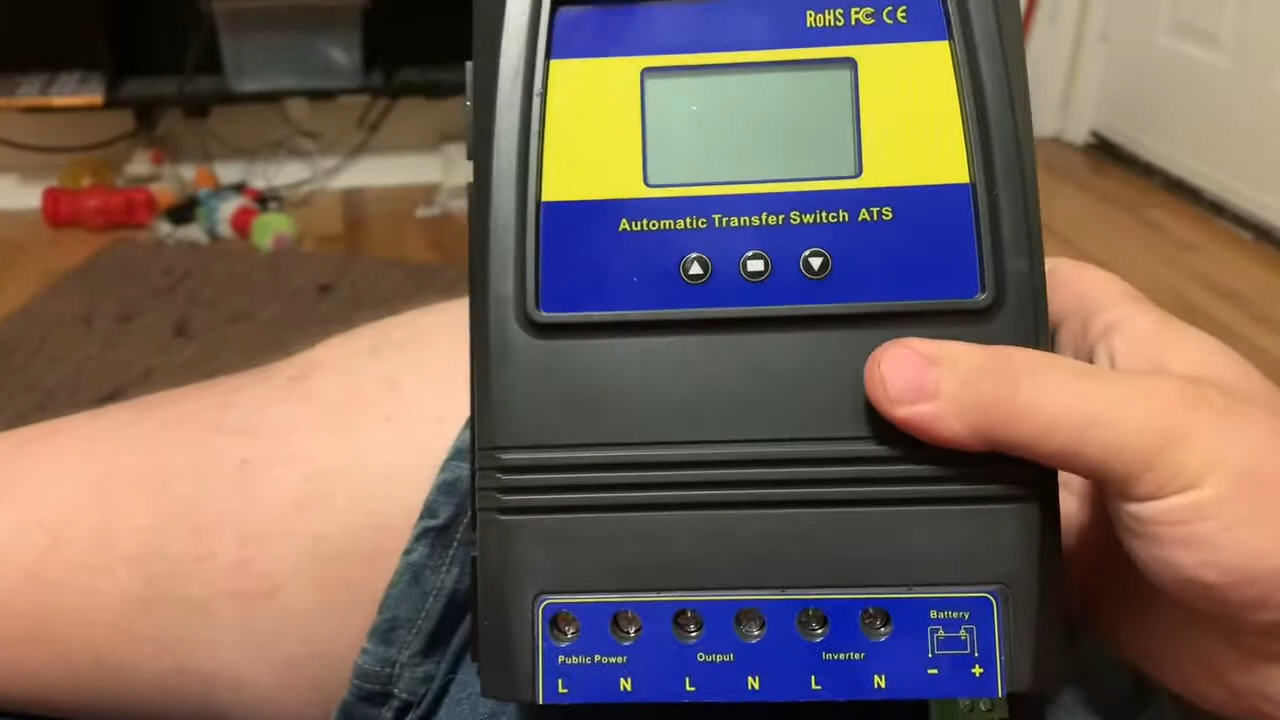 RoHS FC CE
Automatic Transfer Switch ATS
Battery
Public Power Output Inverter
L N L N L N - +